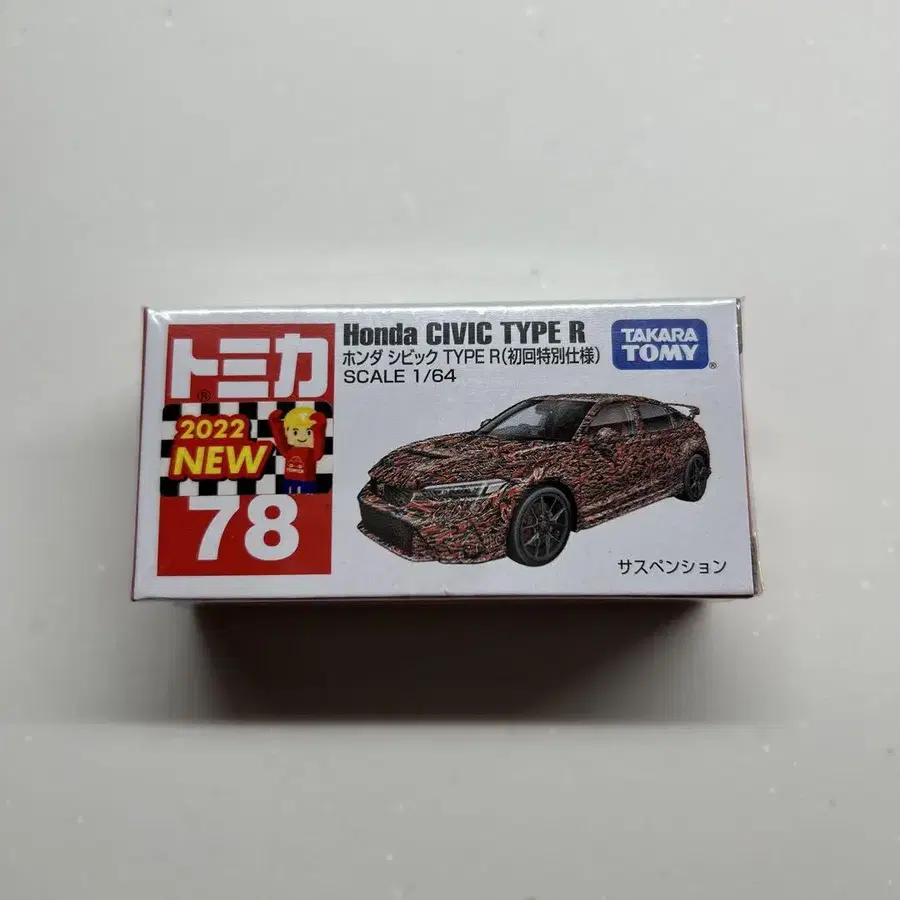 トミカ
®
2022
NEW
78
Honda CIVIC TYPE R
ホンダ シビック TYPE R(初回特別仕様)
SCALE 1/64
TAKARA
TOMY
®
サスペンション